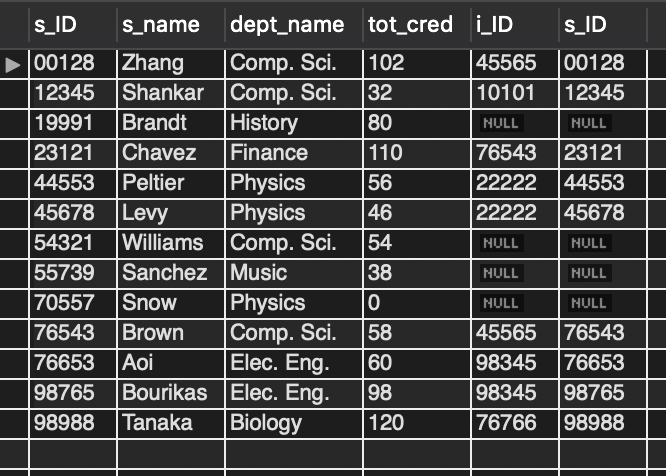 s_ID s_name dept_name tot_cred i_ID s_ID
00128 Zhang Comp. Sci. 102 45565 00128
12345 Shankar Comp. Sci. 32 10101 12345
19991 Brandt History 80 NULL NULL
23121 Chavez Finance 110 76543 23121
44553 Peltier Physics 56 22222 44553
45678 Levy Physics 46 22222 45678
54321 Williams Comp. Sci. 54 NULL NULL
55739 Sanchez Music 38 NULL NULL
70557 Snow Physics 0 NULL NULL
76543 Brown Comp. Sci. 58 45565 76543
76653 Aoi Elec. Eng. 60 98345 76653
98765 Bourikas Elec. Eng. 98 98345 98765
98988 Tanaka Biology 120 76766 98988